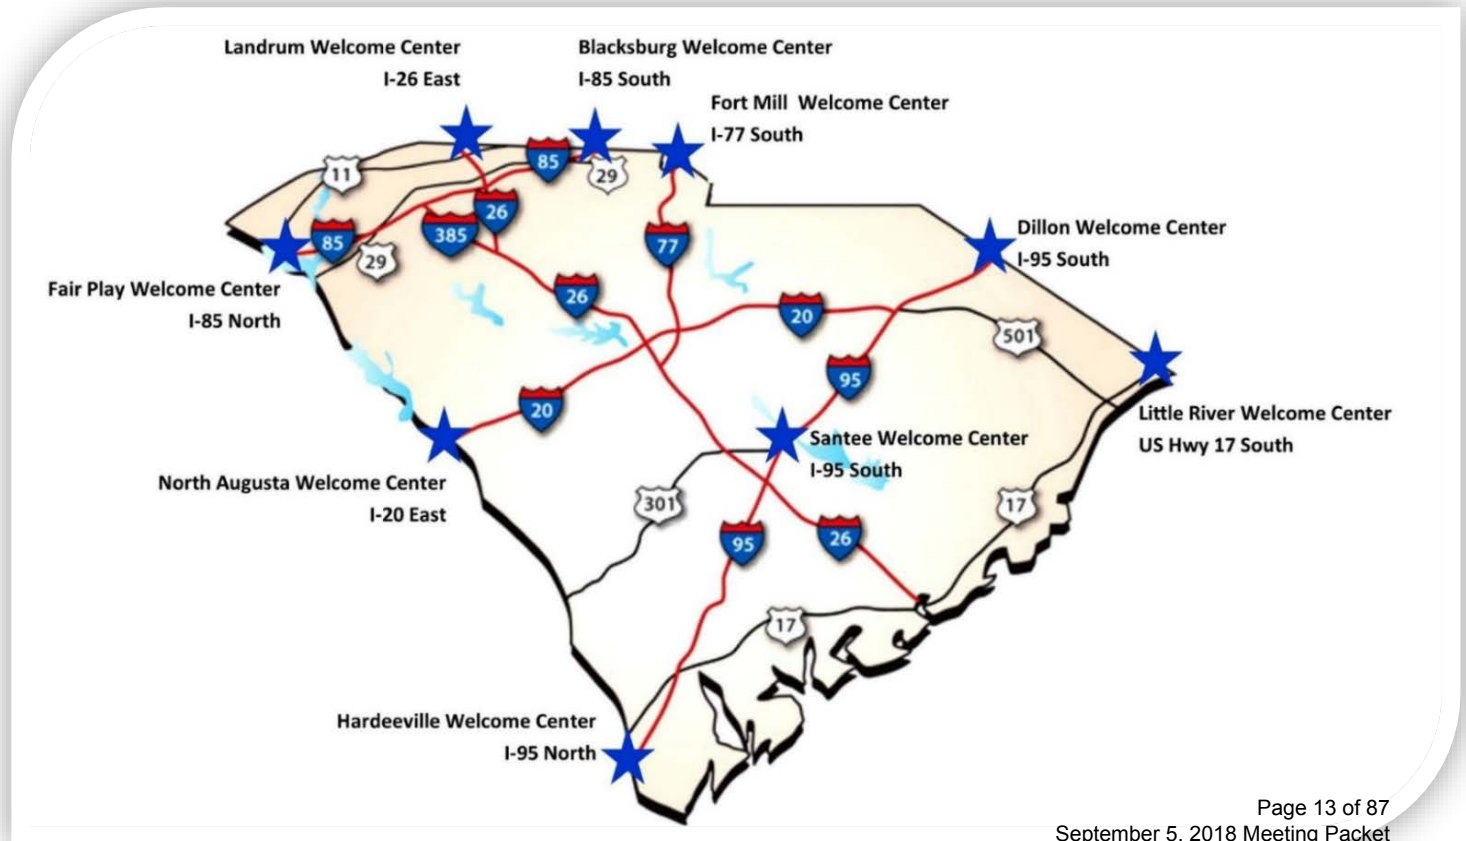 Landrum Welcome Center
I-26 East
Blacksburg Welcome Center
I-85 South
Fort Mill Welcome Center
I-77 South
85
11
29
26
85
385
77
29
Dillon Welcome Center
I-95 South
Fair Play Welcome Center
I-85 North
26
20
501
95
20
Little River Welcome Center
US Hwy 17 South
Santee Welcome Center
I-95 South
North Augusta Welcome Center
I-20 East
301
17
95
26
17
Hardeeville Welcome Center
I-95 North
Page 13 of 87
September 5, 2018 Meeting Packet